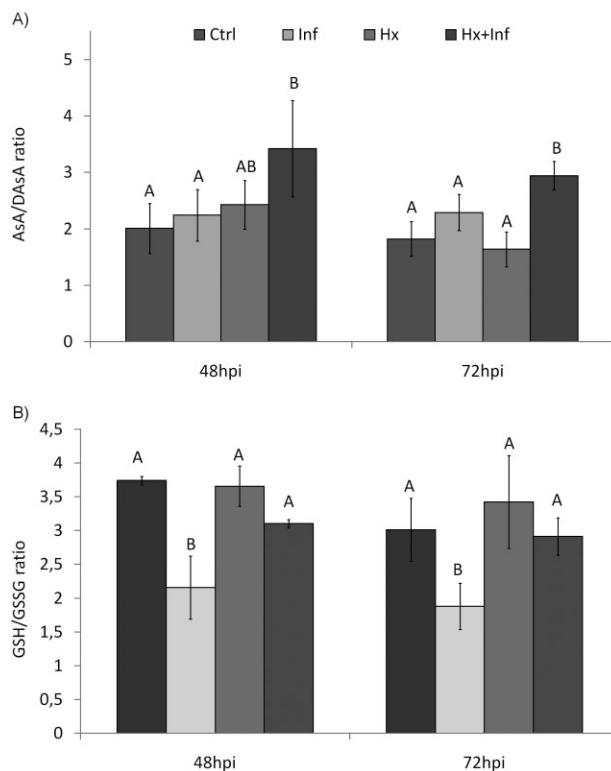 A)
Ctrl Inf Hx Hx+Inf
5
4
3
2
1
0
AsA/DAsA ratio
A A AB B
A A A B
48hpi 72hpi
B)
4,5
4
3,5
3
2,5
2
1,5
1
0,5
0
GSH/GSSG ratio
A B A A
A B A A
48hpi 72hpi